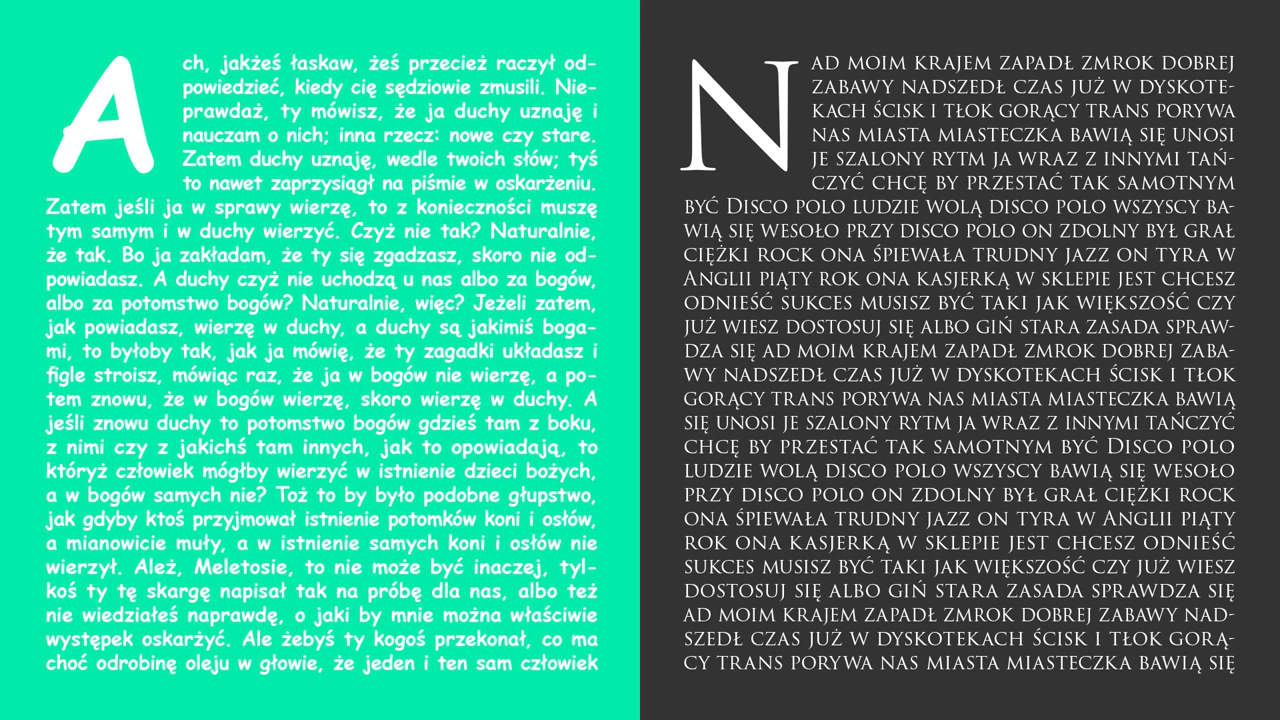 Ach, jakżeś łaskaw, żeś przecież raczył od-
powiedzieć, kiedy cię sędziowie zmusili. Nie-
prawdaż, ty mówisz, że ja duchy uznaję i
nauczam o nich; inna rzecz: nowe czy stare.
Zatem duchy uznaję, wedle twoich słów; tyś
to nawet zaprzysiągł na piśmie w oskarżeniu.
Zatem jeśli ja w sprawy wierzę, to z konieczności muszę
tym samym i w duchy wierzyć. Czyż nie tak? Naturalnie,
że tak. Bo ja zakładam, że ty się zgadzasz, skoro nie od-
powiadasz. A duchy czyż nie uchodzą u nas albo za bogów,
albo za potomstwo bogów? Naturalnie, więc? Jeżeli zatem,
jak powiadasz, wierzę w duchy, a duchy są jakimiś boga-
mi, to byłoby tak, jak ja mówię, że ty zagadki układasz i
figle stroisz, mówiąc raz, że ja w bogów nie wierzę, a po-
tem znowu, że w bogów wierzę, skoro wierzę w duchy. A
jeśli znowu duchy to potomstwo bogów gdzieś tam z boku,
z nimi czy z jakichś tam innych, jak to opowiadają, to
któryż człowiek mógłby wierzyć w istnienie dzieci bożych,
a w bogów samych nie? Toż to by było podobne głupstwo,
jak gdyby ktoś przyjmował istnienie potomków koni i osłów,
a mianowicie muły, a w istnienie samych koni i osłów nie
wierzył. Ależ, Meletosie, to nie może być inaczej, tyl-
koś ty tę skargę napisał tak na próbę dla nas, albo też
nie wiedziałeś naprawdę, o jaki by mnie można właściwie
występek oskarżyć. Ale żebyś ty kogoś przekonał, co ma
choć odrobinę oleju w głowie, że jeden i ten sam człowiek
NAD MOIM KRAJEM ZAPADŁ ZMROK DOBREJ
ZABAWY NADSZEDŁ CZAS JUŻ W DYSKOTE-
KACH ŚCISK I TŁOK GORĄCY TRANS PORYWA
NAS MIASTA MIASTECZKA BAWIĄ SIĘ UNOSI
JE SZALONY RYTM JA WRAZ Z INNYMI TAŃ-
CZYĆ CHCĘ BY PRZESTAĆ TAK SAMOTNYM
BYĆ DISCO POLO LUDZIE WOLĄ DISCO POLO WSZYSCY BA-
WIĄ SIĘ WESOŁO PRZY DISCO POLO ON ZDOLNY BYŁ GRAŁ
CIĘŻKI ROCK ONA ŚPIEWAŁA TRUDNY JAZZ ON TYRA W
ANGLII PIĄTY ROK ONA KASJERKĄ W SKLEPIE JEST CHCESZ
ODNIEŚĆ SUKCES MUSISZ BYĆ TAKI JAK WIĘKSZOŚĆ CZY
JUŻ WIESZ DOSTOSUJ SIĘ ALBO GIŃ STARA ZASADA SPRAW-
DZA SIĘ AD MOIM KRAJEM ZAPADŁ ZMROK DOBREJ ZABA-
WY NADSZEDŁ CZAS JUŻ W DYSKOTEKACH ŚCISK I TŁOK
GORĄCY TRANS PORYWA NAS MIASTA MIASTECZKA BAWIĄ
SIĘ UNOSI JE SZALONY RYTM JA WRAZ Z INNYMI TAŃCZYĆ
CHCĘ BY PRZESTAĆ TAK SAMOTNYM BYĆ DISCO POLO
LUDZIE WOLĄ DISCO POLO WSZYSCY BAWIĄ SIĘ WESOŁO
PRZY DISCO POLO ON ZDOLNY BYŁ GRAŁ CIĘŻKI ROCK
ONA ŚPIEWAŁA TRUDNY JAZZ ON TYRA W ANGLII PIĄTY
ROK ONA KASJERKĄ W SKLEPIE JEST CHCESZ ODNIEŚĆ
SUKCES MUSISZ BYĆ TAKI JAK WIĘKSZOŚĆ CZY JUŻ WIESZ
DOSTOSUJ SIĘ ALBO GIŃ STARA ZASADA SPRAWDZA SIĘ
AD MOIM KRAJEM ZAPADŁ ZMROK DOBREJ ZABAWY NAD-
SZEDŁ CZAS JUŻ W DYSKOTEKACH ŚCISK I TŁOK GORĄ-
CY TRANS PORYWA NAS MIASTA MIASTECZKA BAWIĄ SIĘ